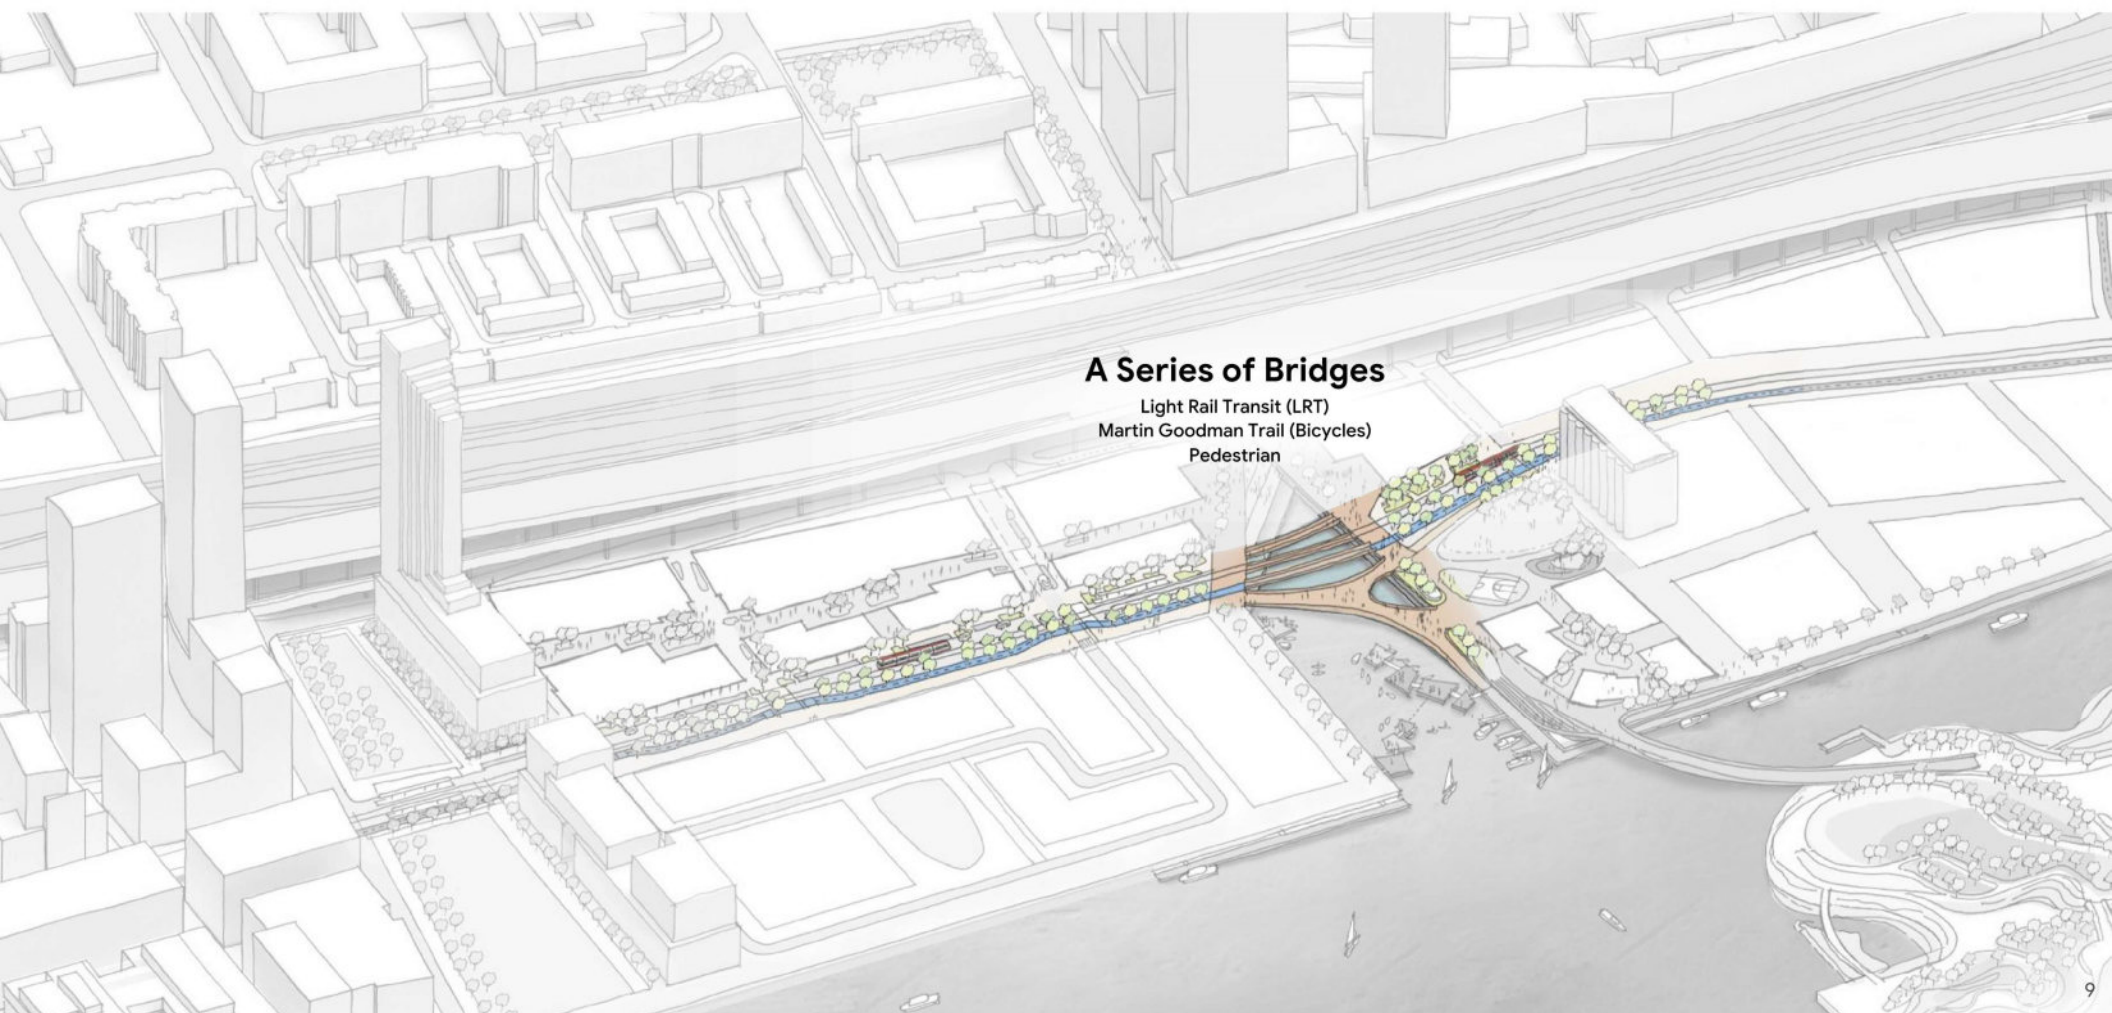 A Series of Bridges
Light Rail Transit (LRT)
Martin Goodman Trail (Bicycles)
Pedestrian
9